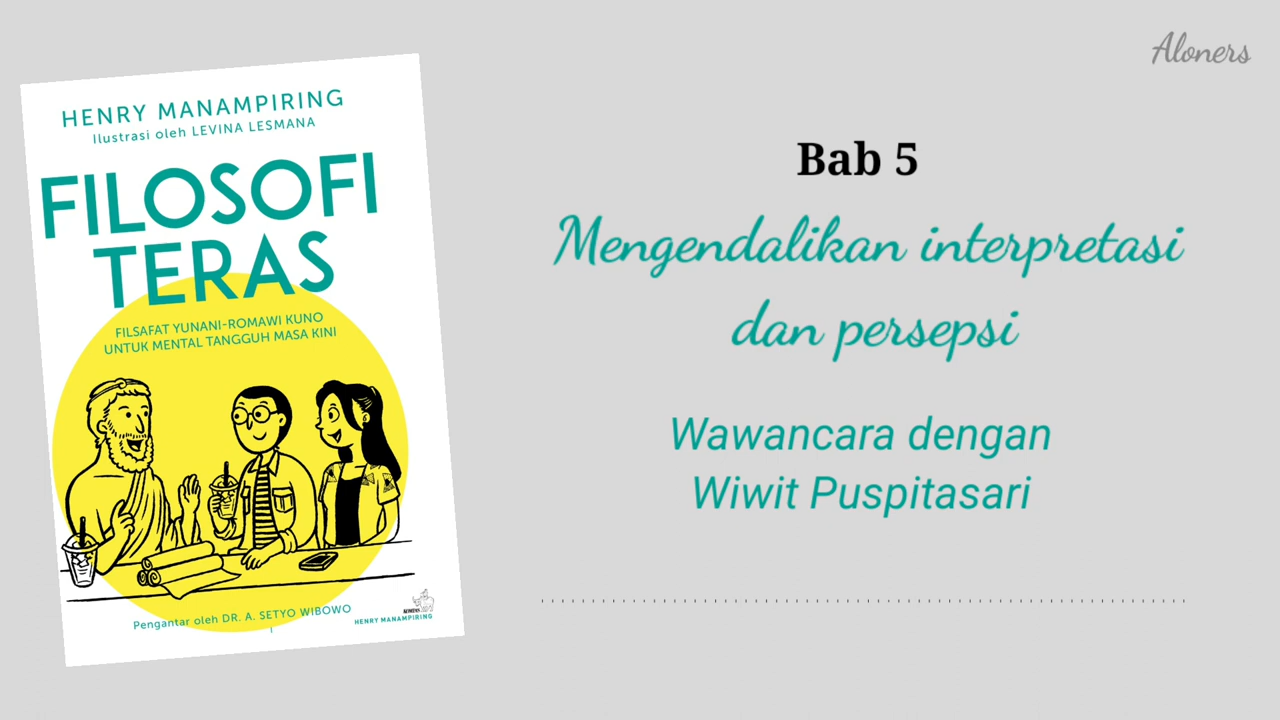 HENRY MANAMPIRING
Ilustrasi oleh LEVINA LESMANA
FILOSOFI
TERAS
FILSAFAT YUNANI-ROMAWI KUNO
UNTUK MENTAL TANGGUH MASA KINI
Pengantar oleh DR. A. SETYO WIBOWO
KOMPAS
HENRY MANAMPIRING
Aloners
Bab 5
Mengendalikan interpretasi
dan persepsi
Wawancara dengan
Wiwit Puspitasari